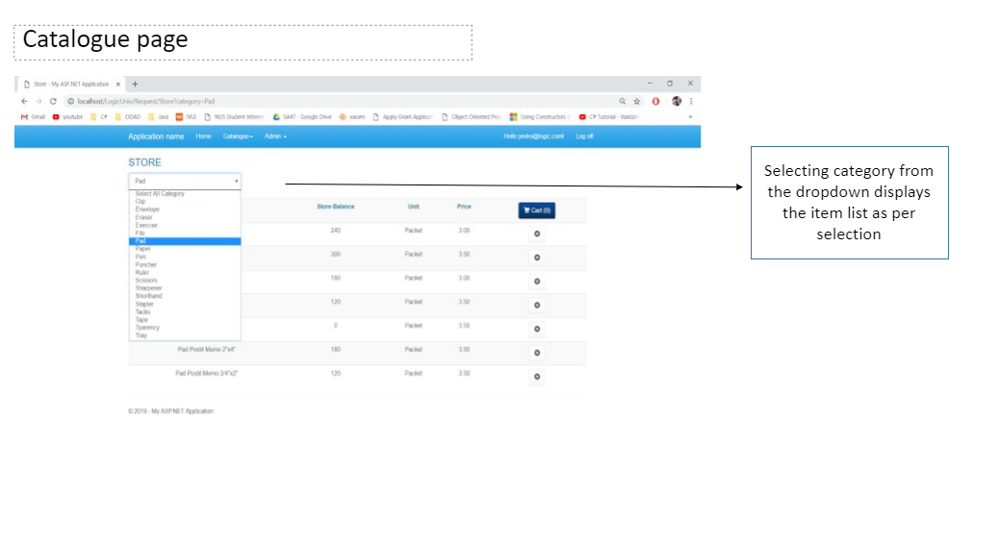 Catalogue page
Store - My ASP.NET Application
localhost/LogicUniv/Request/Store?category=Pad
Gmail youtube C# OOAD Java NSE NUS Student Inform SA47 - Google Drive xiaomi Apply Grant Applica Object Oriented Pro Using Constructors ( C# Tutorial - Validati
Application name Home Catalogue Admin Hello pedro@logic.com! Log off
STORE
Pad
Select All Category
Clip
Envelope
Eraser
Exercise
File
Pad
Paper
Pen
Puncher
Ruler
Scissors
Sharpener
Shorthand
Stapler
Tacks
Tape
Tparency
Tray
Store Balance Unit Price Cart (0)
240 Packet 3.00
300 Packet 3.50
180 Packet 3.00
120 Packet 3.50
0 Packet 3.50
Pad Postit Memo 2"x4" 180 Packet 3.50
Pad Postit Memo 3/4"x2" 120 Packet 3.50
© 2019 - My ASP.NET Application
Selecting category from
the dropdown displays
the item list as per
selection